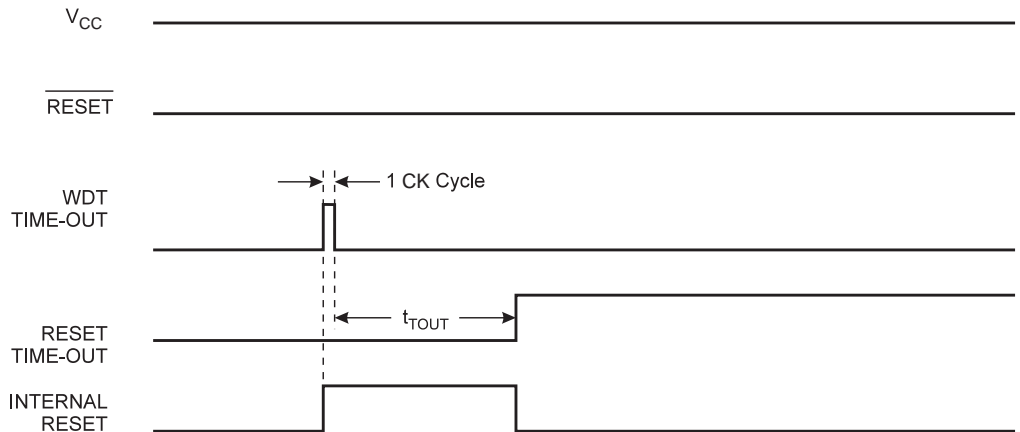 VCC
RESET
1 CK Cycle
WDT
TIME-OUT
tTOUT
RESET
TIME-OUT
INTERNAL
RESET